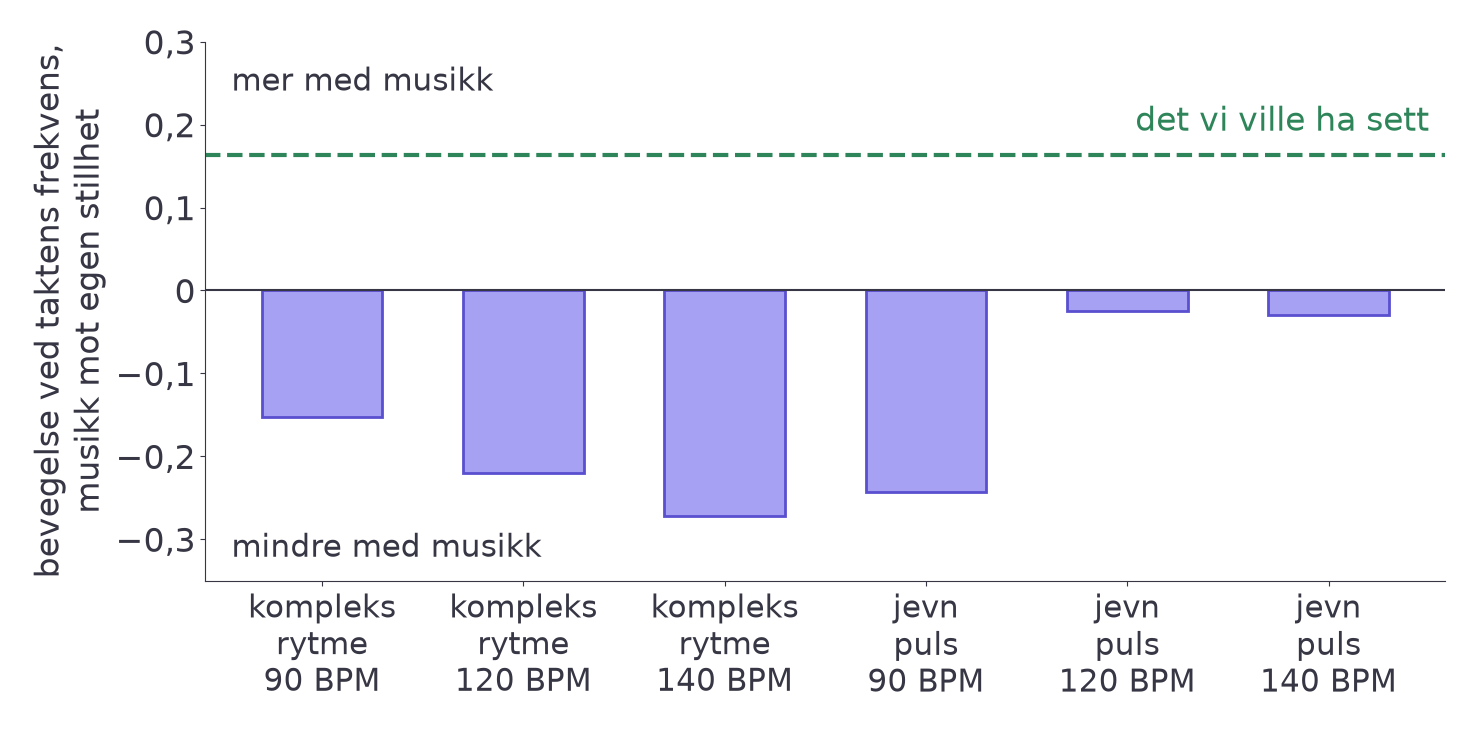 bevegelse ved taktens frekvens,
musikk mot egen stillhet
0,3
0,2
0,1
0
−0,1
−0,2
−0,3
mer med musikk
det vi ville ha sett
mindre med musikk
kompleks
rytme
90 BPM
kompleks
rytme
120 BPM
kompleks
rytme
140 BPM
jevn
puls
90 BPM
jevn
puls
120 BPM
jevn
puls
140 BPM